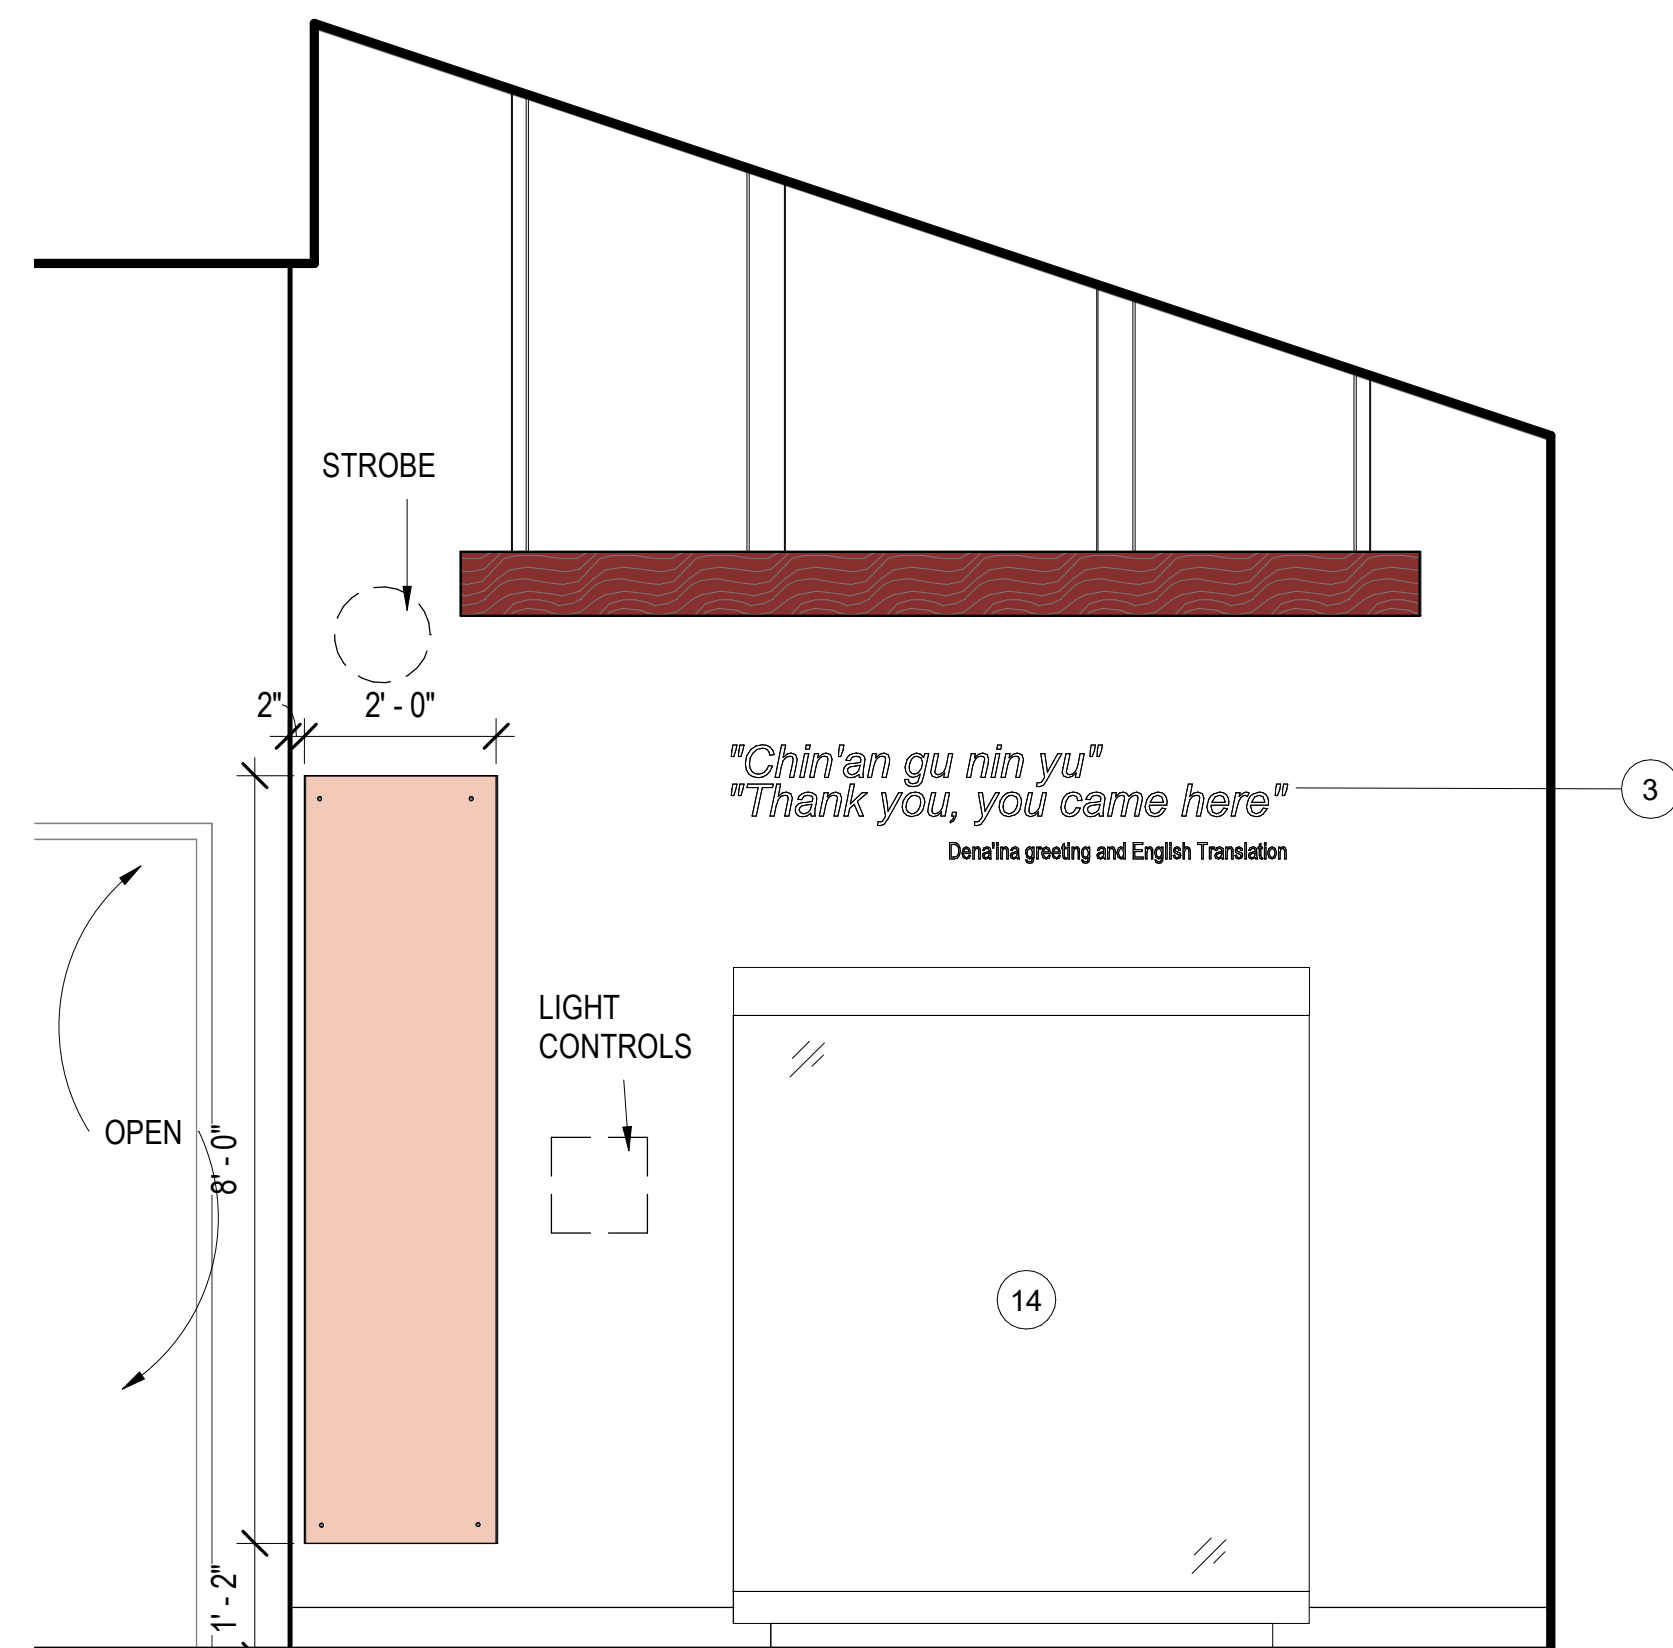 STROBE
2"
2' - 0"
"Chin'an gu nin yu"
"Thank you, you came here"
3
Dena'ina greeting and English Translation
LIGHT
CONTROLS
OPEN
8' - 0"
14
1' - 2"